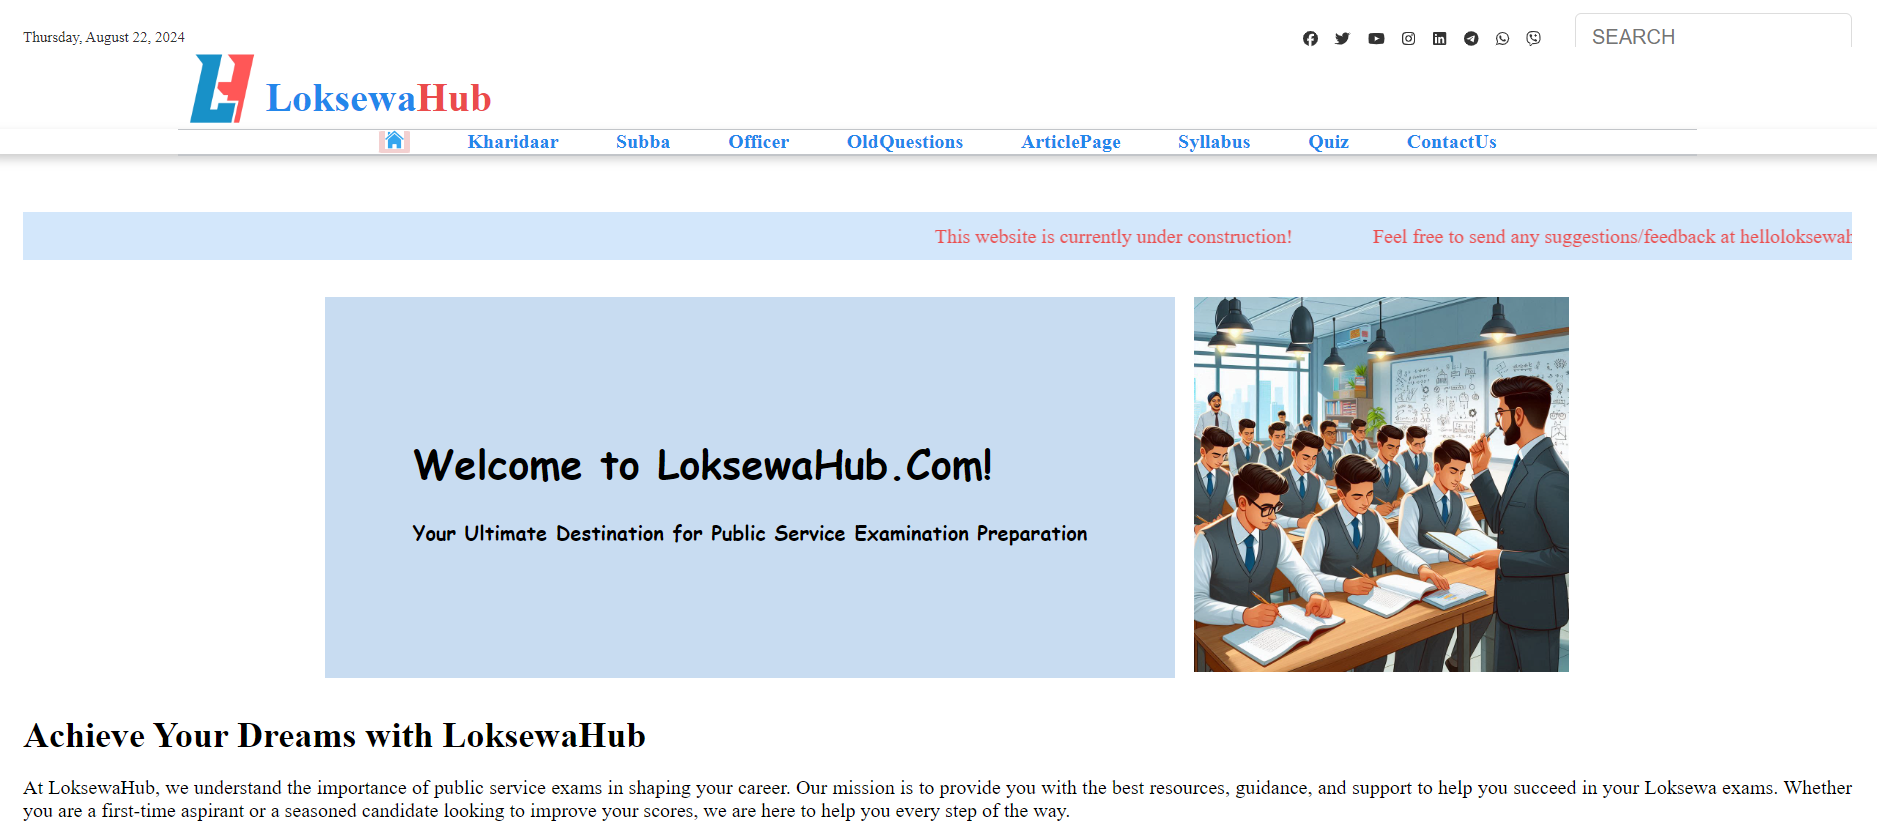 Thursday, August 22, 2024
SEARCH
LoksewaHub
Kharidaar Subba Officer OldQuestions ArticlePage Syllabus Quiz ContactUs
This website is currently under construction! Feel free to send any suggestions/feedback at
Welcome to LoksewaHub.Com!
Your Ultimate Destination for Public Service Examination Preparation
Achieve Your Dreams with LoksewaHub
At LoksewaHub, we understand the importance of public service exams in shaping your career. Our mission is to provide you with the best resources, guidance, and support to help you succeed in your Loksewa exams. Whether
you are a first-time aspirant or a seasoned candidate looking to improve your scores, we are here to help you every step of the way.